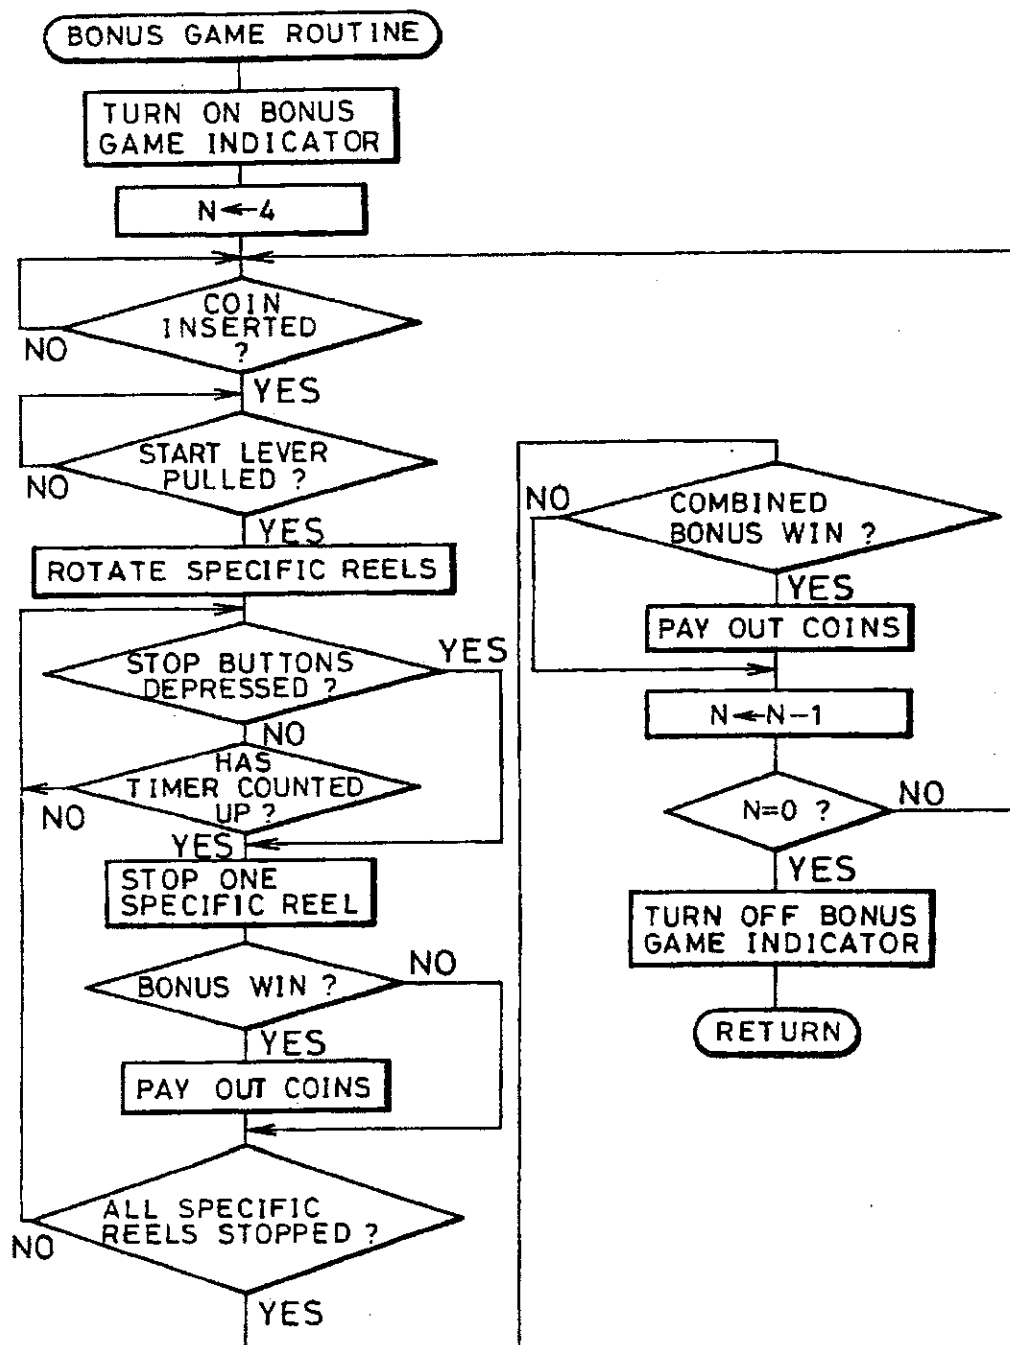 BONUS GAME ROUTINE
TURN ON BONUS
GAME INDICATOR
N←4
COIN
INSERTED
?
NO
YES
START LEVER
PULLED ?
NO
YES
ROTATE SPECIFIC REELS
STOP BUTTONS
DEPRESSED ?
YES
NO
HAS
TIMER COUNTED
UP ?
NO
YES
STOP ONE
SPECIFIC REEL
BONUS WIN ?
NO
YES
PAY OUT COINS
ALL SPECIFIC
REELS STOPPED ?
NO
YES
COMBINED
BONUS WIN ?
NO
YES
PAY OUT COINS
N←N-1
N=0 ?
NO
YES
TURN OFF BONUS
GAME INDICATOR
RETURN